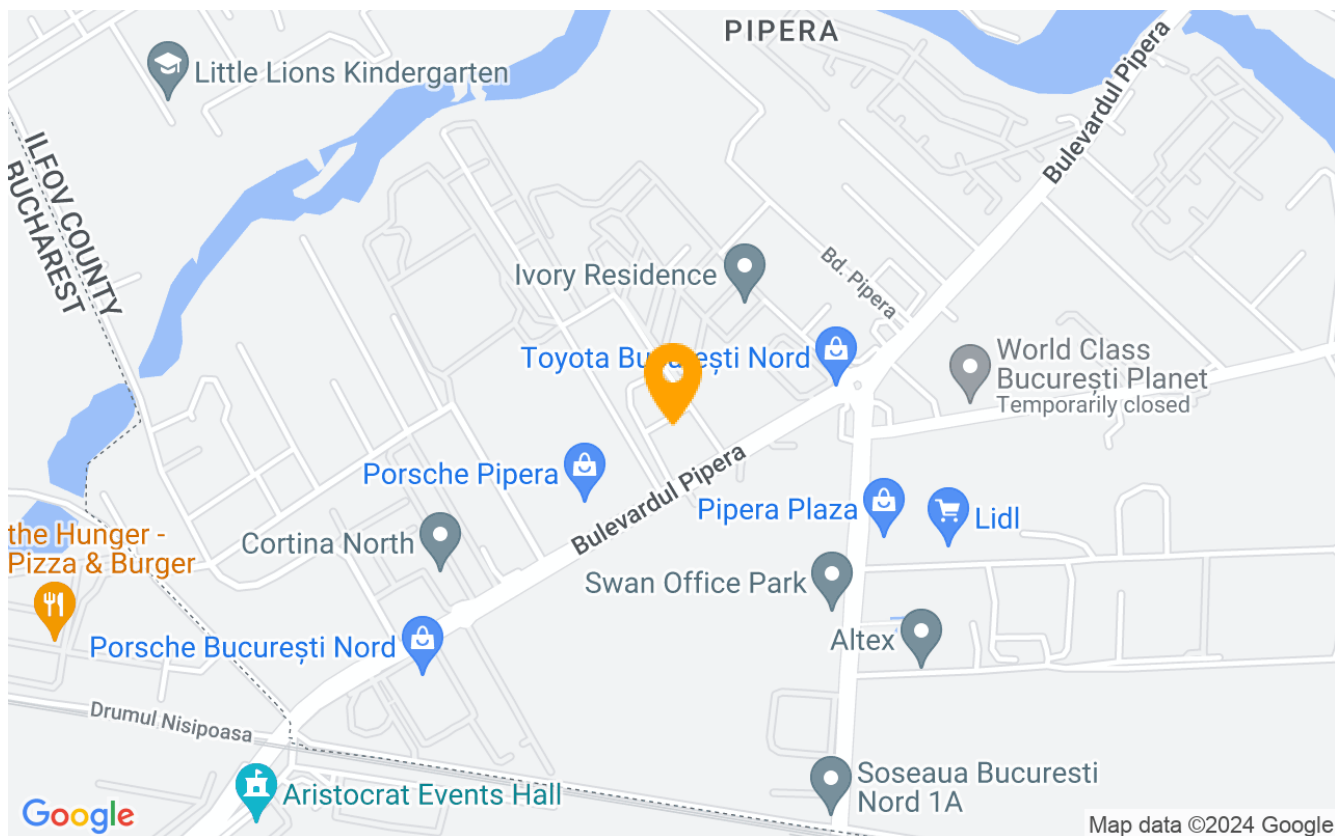 PIPERA
Little Lions Kindergarten
Bulevardul Pipera
ILFOV COUNTY
BUCHAREST
Ivory Residence
Bd. Pipera
Toyota București Nord
World Class
București Planet
Temporarily closed
Porsche Pipera
Bulevardul Pipera
Pipera Plaza
Lidl
the Hunger -
Pizza & Burger
Cortina North
Swan Office Park
Altex
Porsche București Nord
Drumul Nisipoasa
Soseaua Bucuresti
Nord 1A
Aristocrat Events Hall
Google
Map data ©2024 Google